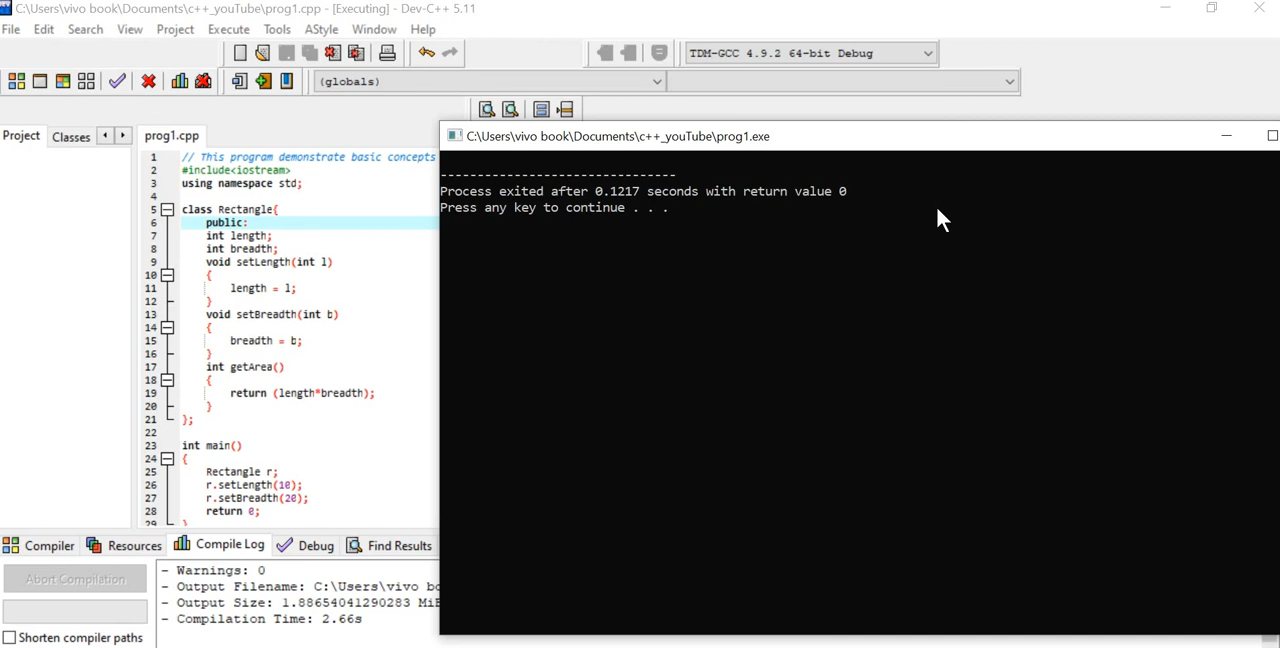 C:\Users\vivo book\Documents\c++_youTube\prog1.cpp - [Executing] - Dev-C++ 5.11
File Edit Search View Project Execute Tools AStyle Window Help
TDM-GCC 4.9.2 64-bit Debug
(globals)
Project Classes prog1.cpp
C:\Users\vivo book\Documents\c++_youTube\prog1.exe
1 // This program demonstrate basic concepts
2 #include<iostream>
3 using namespace std;
4
5 class Rectangle{
6 public:
7 int length;
8 int breadth;
9 void setLength(int l)
10 {
11 length = l;
12 }
13 void setBreadth(int b)
14 {
15 breadth = b;
16 }
17 int getArea()
18 {
19 return (length*breadth);
20 }
21 };
22
23 int main()
24 {
25 Rectangle r;
26 r.setLength(10);
27 r.setBreadth(20);
28 return 0;
29 }
--------------------------------
Process exited after 0.1217 seconds with return value 0
Press any key to continue . . .
Compiler Resources Compile Log Debug Find Results
Abort Compilation
Shorten compiler paths
- Warnings: 0
- Output Filename: C:\Users\vivo
- Output Size: 1.88654041290283
- Compilation Time: 2.66s